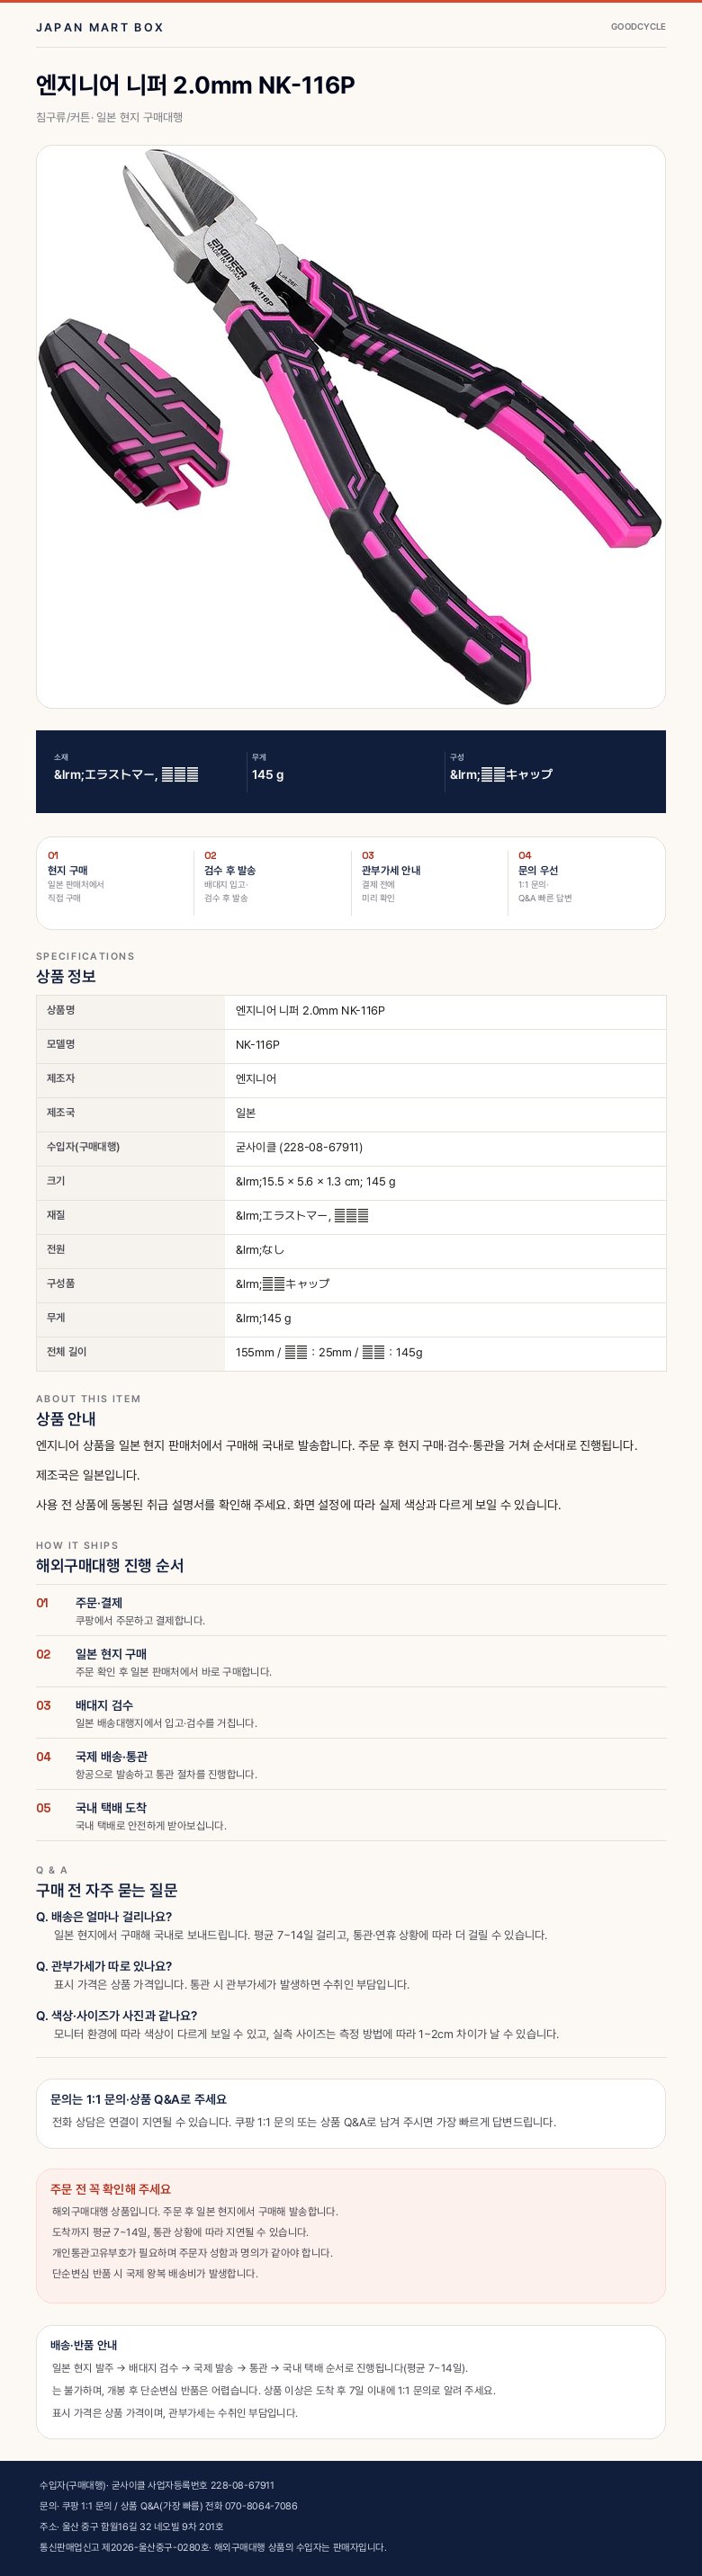 JAPAN MART BOX
GOODCYCLE
엔지니어 니퍼 2.0mm NK-116P
침구류/커튼· 일본 현지 구매대행
ENGINEER
MADE IN JAPAN
NK-116P
소재
&lrm;エラストマー,
무게
145 g
구성
&lrm;キャップ
01
현지 구매
일본 판매처에서
직접 구매
02
검수 후 발송
배대지 입고·
검수 후 발송
03
관부가세 안내
결제 전에
미리 확인
04
문의 우선
1:1 문의·
Q&A 빠른 답변
SPECIFICATIONS
상품 정보
상품명 엔지니어 니퍼 2.0mm NK-116P
모델명 NK-116P
제조자 엔지니어
제조국 일본
수입자(구매대행) 굳사이클 (228-08-67911)
크기 &lrm;15.5 × 5.6 × 1.3 cm; 145 g
재질 &lrm;エラストマー,
전원 &lrm;なし
구성품 &lrm;キャップ
무게 &lrm;145 g
전체 길이 155mm / : 25mm / : 145g
ABOUT THIS ITEM
상품 안내
엔지니어 상품을 일본 현지 판매처에서 구매해 국내로 발송합니다. 주문 후 현지 구매·검수·통관을 거쳐 순서대로 진행됩니다.
제조국은 일본입니다.
사용 전 상품에 동봉된 취급 설명서를 확인해 주세요. 화면 설정에 따라 실제 색상과 다르게 보일 수 있습니다.
HOW IT SHIPS
해외구매대행 진행 순서
01 주문·결제
쿠팡에서 주문하고 결제합니다.
02 일본 현지 구매
주문 확인 후 일본 판매처에서 바로 구매합니다.
03 배대지 검수
일본 배송대행지에서 입고·검수를 거칩니다.
04 국제 배송·통관
항공으로 발송하고 통관 절차를 진행합니다.
05 국내 택배 도착
국내 택배로 안전하게 받아보십니다.
Q & A
구매 전 자주 묻는 질문
Q. 배송은 얼마나 걸리나요?
일본 현지에서 구매해 국내로 보내드립니다. 평균 7~14일 걸리고, 통관·연휴 상황에 따라 더 걸릴 수 있습니다.
Q. 관부가세가 따로 있나요?
표시 가격은 상품 가격입니다. 통관 시 관부가세가 발생하면 수취인 부담입니다.
Q. 색상·사이즈가 사진과 같나요?
모니터 환경에 따라 색상이 다르게 보일 수 있고, 실측 사이즈는 측정 방법에 따라 1~2cm 차이가 날 수 있습니다.
문의는 1:1 문의·상품 Q&A로 주세요
전화 상담은 연결이 지연될 수 있습니다. 쿠팡 1:1 문의 또는 상품 Q&A로 남겨 주시면 가장 빠르게 답변드립니다.
주문 전 꼭 확인해 주세요
해외구매대행 상품입니다. 주문 후 일본 현지에서 구매해 발송합니다.
도착까지 평균 7~14일, 통관 상황에 따라 지연될 수 있습니다.
개인통관고유부호가 필요하며 주문자 성함과 명의가 같아야 합니다.
단순변심 반품 시 국제 왕복 배송비가 발생합니다.
배송·반품 안내
일본 현지 발주 → 배대지 검수 → 국제 발송 → 통관 → 국내 택배 순서로 진행됩니다(평균 7~14일).
는 불가하며, 개봉 후 단순변심 반품은 어렵습니다. 상품 이상은 도착 후 7일 이내에 1:1 문의로 알려 주세요.
표시 가격은 상품 가격이며, 관부가세는 수취인 부담입니다.
수입자(구매대행)· 굳사이클 사업자등록번호 228-08-67911
문의· 쿠팡 1:1 문의 / 상품 Q&A(가장 빠름) 전화 070-8064-7086
주소· 울산 중구 함월16길 32 네오빌 9차 201호
통신판매업신고 제2026-울산중구-0280호· 해외구매대행 상품의 수입자는 판매자입니다.